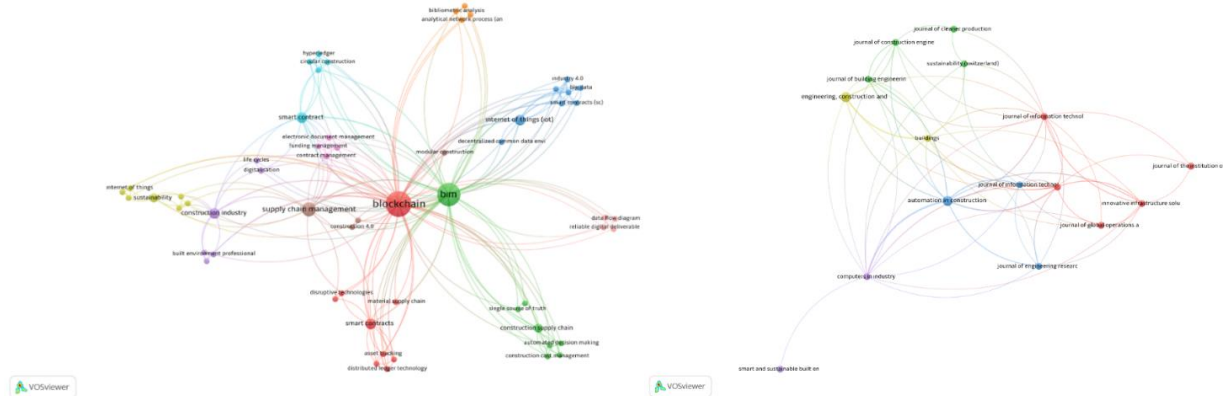 bibliometric analysis
analytical network process (an
hyperledger
circular construction
industry 4.0
big data
smart contracts (sc)
internet of things (iot)
smart contract
electronic document management
funding management
contract management
decentralized common data envi
modular construction
life cycles
digitalisation
internet of things
sustainability
construction industry
supply chain management
blockchain
bim
construction 4.0
data flow diagram
reliable digital deliverable
built environment professional
disruptive technologies
material supply chain
single source of truth
smart contracts
construction supply chain
automated decision making
construction cost management
asset tracking
distributed ledger technology
VOSviewer
journal of cleaner production
journal of construction engine
sustainability (switzerland)
journal of building engineerin
engineering, construction and
journal of information technol
buildings
journal of the institution o
journal of information technol
automation in construction
innovative infrastructure solu
journal of global operations a
journal of engineering researc
computers in industry
smart and sustainable built en
VOSviewer